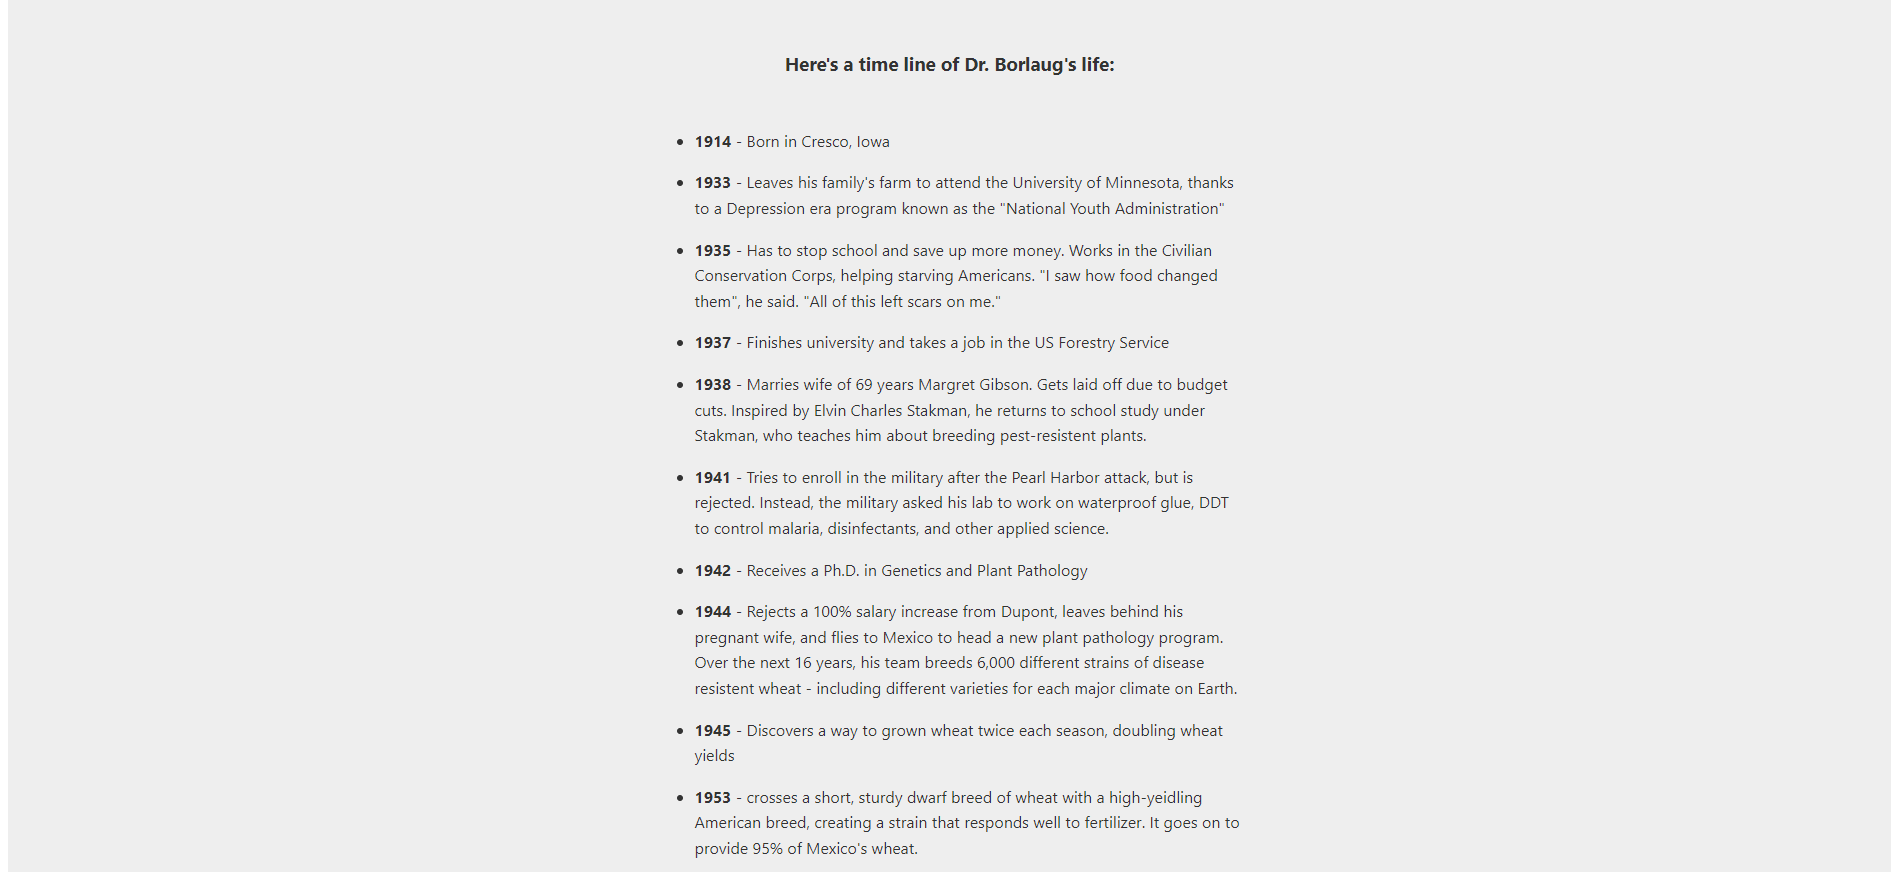 Here's a time line of Dr. Borlaug's life:
1914 - Born in Cresco, Iowa
1933 - Leaves his family's farm to attend the University of Minnesota, thanks
to a Depression era program known as the "National Youth Administration"
1935 - Has to stop school and save up more money. Works in the Civilian
Conservation Corps, helping starving Americans. "I saw how food changed
them", he said. "All of this left scars on me."
1937 - Finishes university and takes a job in the US Forestry Service
1938 - Marries wife of 69 years Margret Gibson. Gets laid off due to budget
cuts. Inspired by Elvin Charles Stakman, he returns to school study under
Stakman, who teaches him about breeding pest-resistent plants.
1941 - Tries to enroll in the military after the Pearl Harbor attack, but is
rejected. Instead, the military asked his lab to work on waterproof glue, DDT
to control malaria, disinfectants, and other applied science.
1942 - Receives a Ph.D. in Genetics and Plant Pathology
1944 - Rejects a 100% salary increase from Dupont, leaves behind his
pregnant wife, and flies to Mexico to head a new plant pathology program.
Over the next 16 years, his team breeds 6,000 different strains of disease
resistent wheat - including different varieties for each major climate on Earth.
1945 - Discovers a way to grown wheat twice each season, doubling wheat
yields
1953 - crosses a short, sturdy dwarf breed of wheat with a high-yeidling
American breed, creating a strain that responds well to fertilizer. It goes on to
provide 95% of Mexico's wheat.